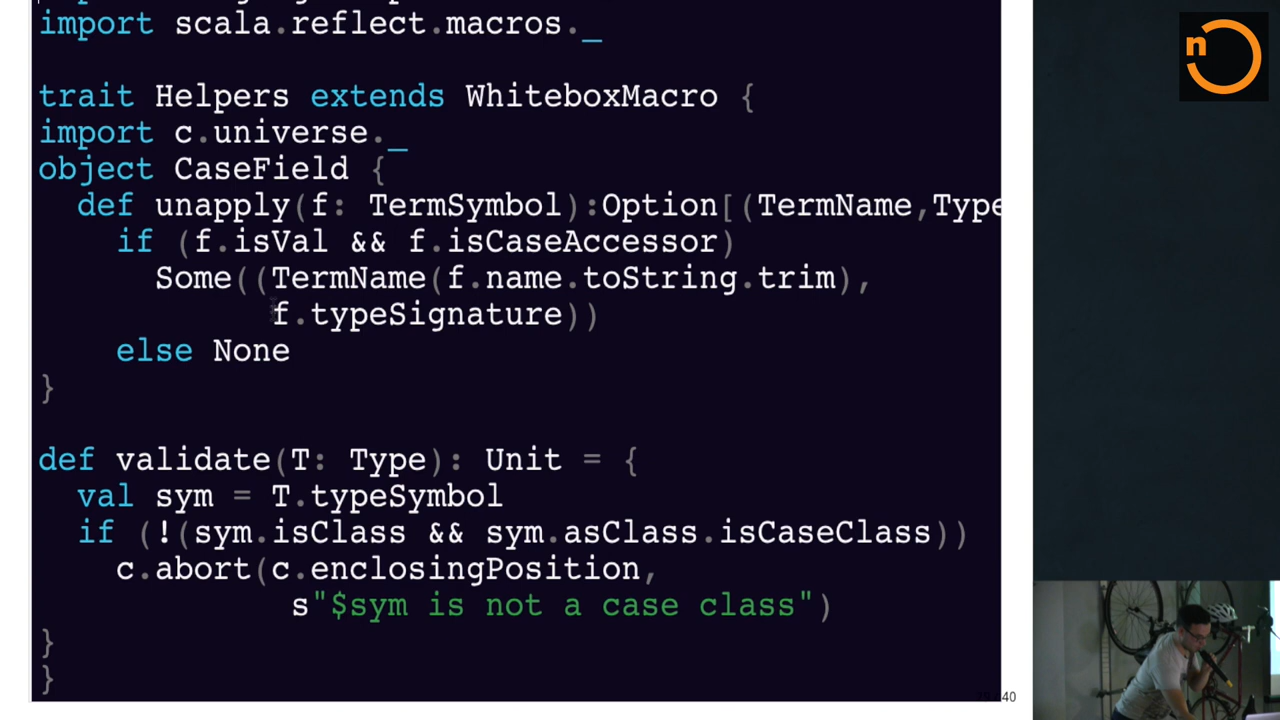 import scala.reflect.macros._
trait Helpers extends WhiteboxMacro {
import c.universe._
object CaseField {
def unapply(f: TermSymbol):Option[(TermName,Type
if (f.isVal && f.isCaseAccessor)
Some((TermName(f.name.toString.trim),
f.typeSignature))
else None
}
def validate(T: Type): Unit = {
val sym = T.typeSymbol
if (!(sym.isClass && sym.asClass.isCaseClass))
c.abort(c.enclosingPosition,
s"$sym is not a case class")
}
}
n